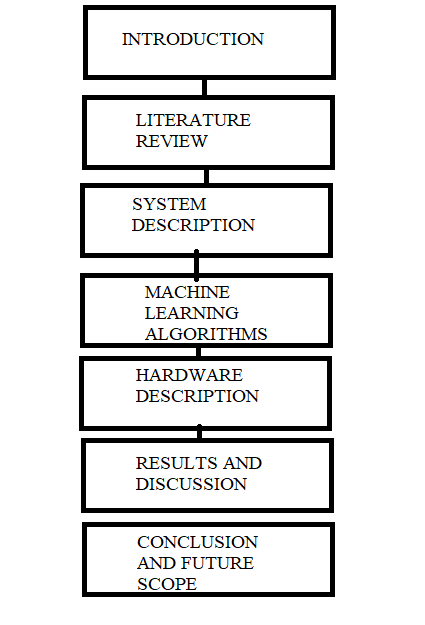 INTRODUCTION
LITERATURE
REVIEW
SYSTEM
DESCRIPTION
MACHINE
LEARNING
ALGORITHMS
HARDWARE
DESCRIPTION
RESULTS AND
DISCUSSION
CONCLUSION
AND FUTURE
SCOPE